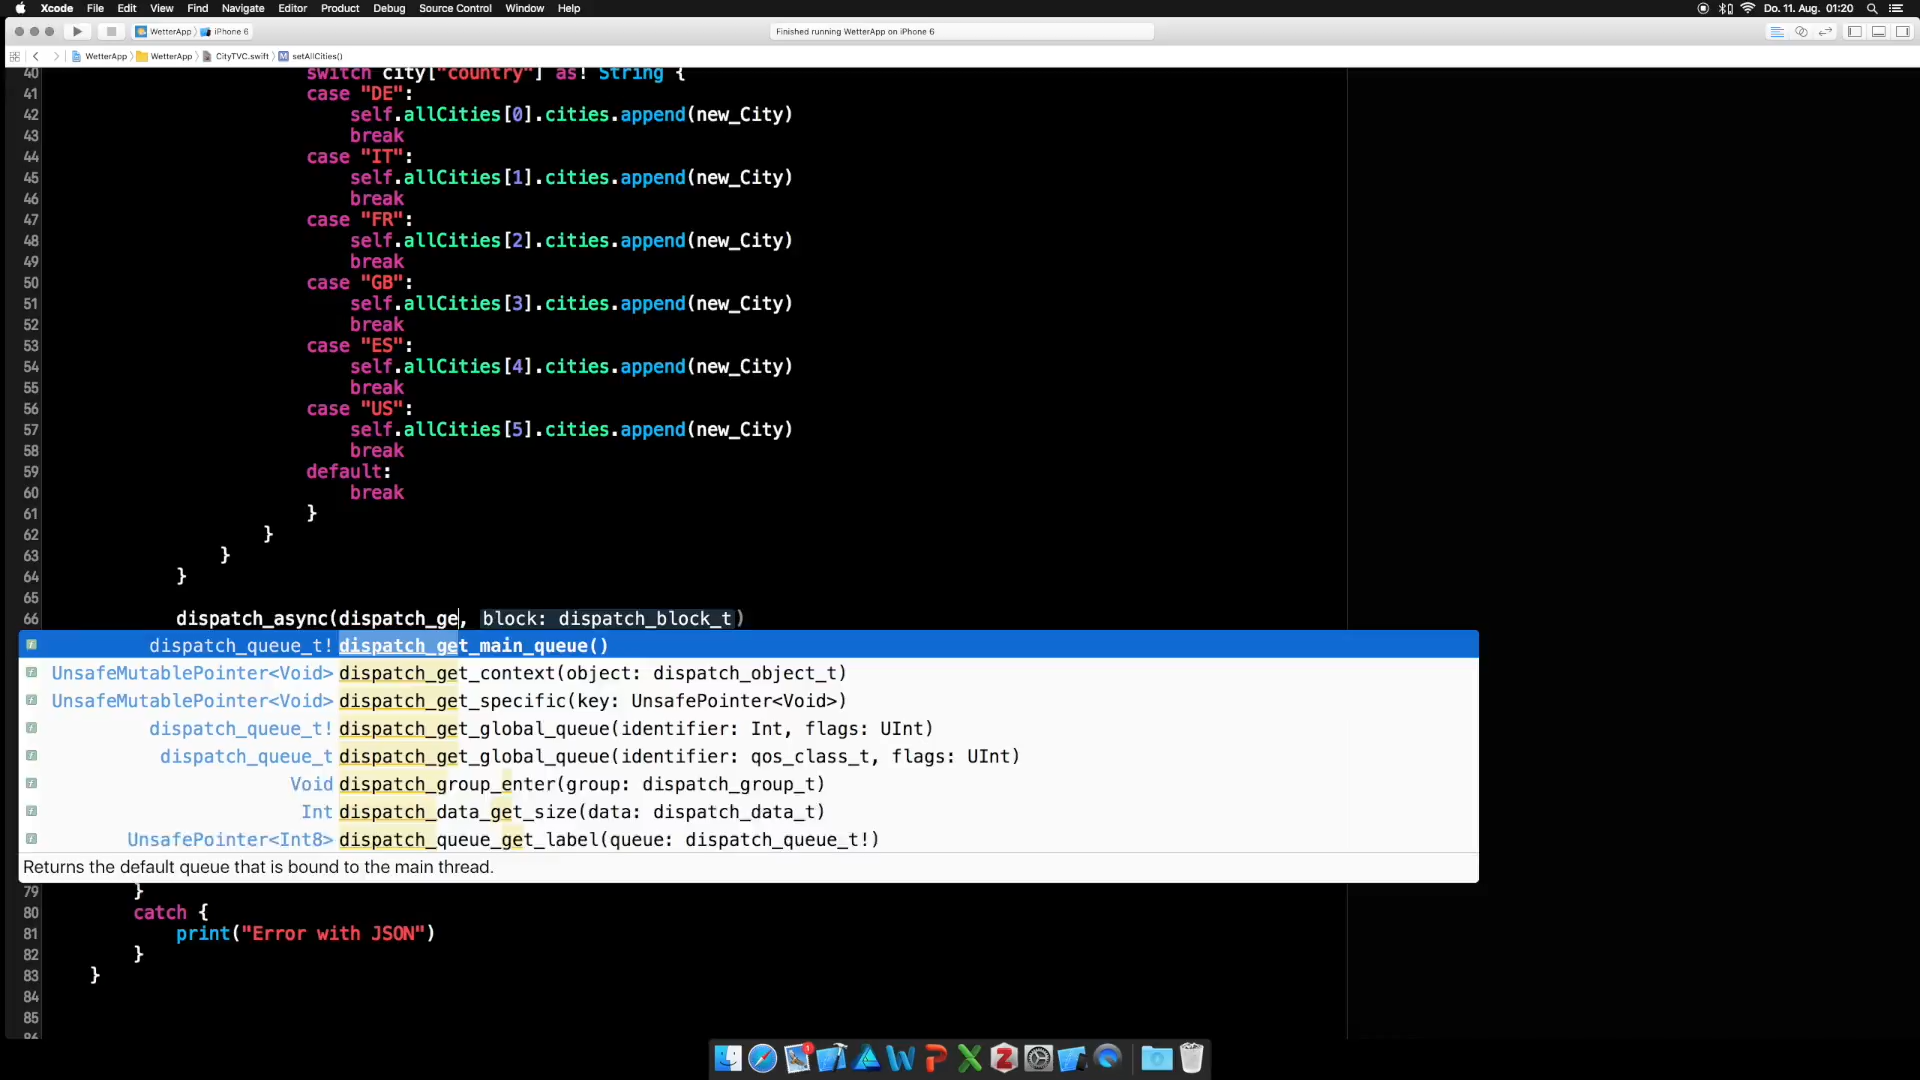 Xcode File Edit View Find Navigate Editor Product Debug Source Control Window Help Do. 11. Aug. 01:20
WetterApp iPhone 6 Finished running WetterApp on iPhone 6
WetterApp WetterApp CityTVC.swift M setAllCities()
40 switch city["country"] as! String {
41 case "DE":
42 self.allCities[0].cities.append(new_City)
43 break
44 case "IT":
45 self.allCities[1].cities.append(new_City)
46 break
47 case "FR":
48 self.allCities[2].cities.append(new_City)
49 break
50 case "GB":
51 self.allCities[3].cities.append(new_City)
52 break
53 case "ES":
54 self.allCities[4].cities.append(new_City)
55 break
56 case "US":
57 self.allCities[5].cities.append(new_City)
58 break
59 default:
60 break
61 }
62 }
63 }
64 }
65
66 dispatch_async(dispatch_ge, block: dispatch_block_t)
f dispatch_queue_t! dispatch_get_main_queue()
f UnsafeMutablePointer<Void> dispatch_get_context(object: dispatch_object_t)
f UnsafeMutablePointer<Void> dispatch_get_specific(key: UnsafePointer<Void>)
f dispatch_queue_t! dispatch_get_global_queue(identifier: Int, flags: UInt)
f dispatch_queue_t dispatch_get_global_queue(identifier: qos_class_t, flags: UInt)
f Void dispatch_group_enter(group: dispatch_group_t)
f Int dispatch_data_get_size(data: dispatch_data_t)
f UnsafePointer<Int8> dispatch_queue_get_label(queue: dispatch_queue_t!)
Returns the default queue that is bound to the main thread.
79 }
80 catch {
81 print("Error with JSON")
82 }
83 }
84
85
86
1 W P X Z